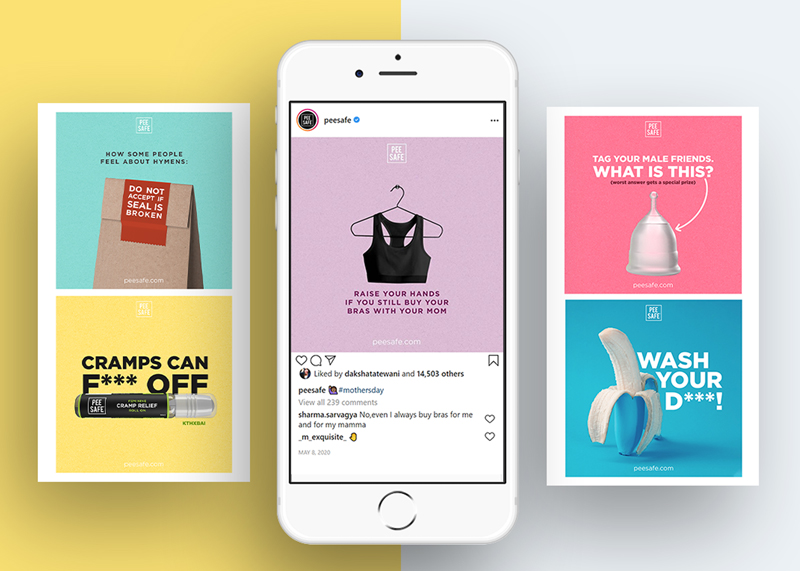 PEE
SAFE
HOW SOME PEOPLE
FEEL ABOUT HYMENS:
DO NOT
ACCEPT IF
SEAL IS
BROKEN
peesafe.com
PEE
SAFE
CRAMPS CAN
F*** OFF
PEE
SAFE
CRAMP RELIEF
ROLL ON
KTHXBAI
peesafe.com
PEE
SAFE
peesafe
PEE
SAFE
RAISE YOUR HANDS
IF YOU STILL BUY YOUR
BRAS WITH YOUR MOM
peesafe.com
Liked by dakshatatewani and 14,503 others
peesafe 🙋🏾‍♀️ #mothersday
View all 239 comments
sharma.sarvagya No,even I always buy bras for me
and for my mamma
_m_exquisite_ ✋
MAY 8, 2020
PEE
SAFE
TAG YOUR MALE FRIENDS.
WHAT IS THIS?
(worst answer gets a special prize)
peesafe.com
PEE
SAFE
WASH
YOUR
D***!
peesafe.com